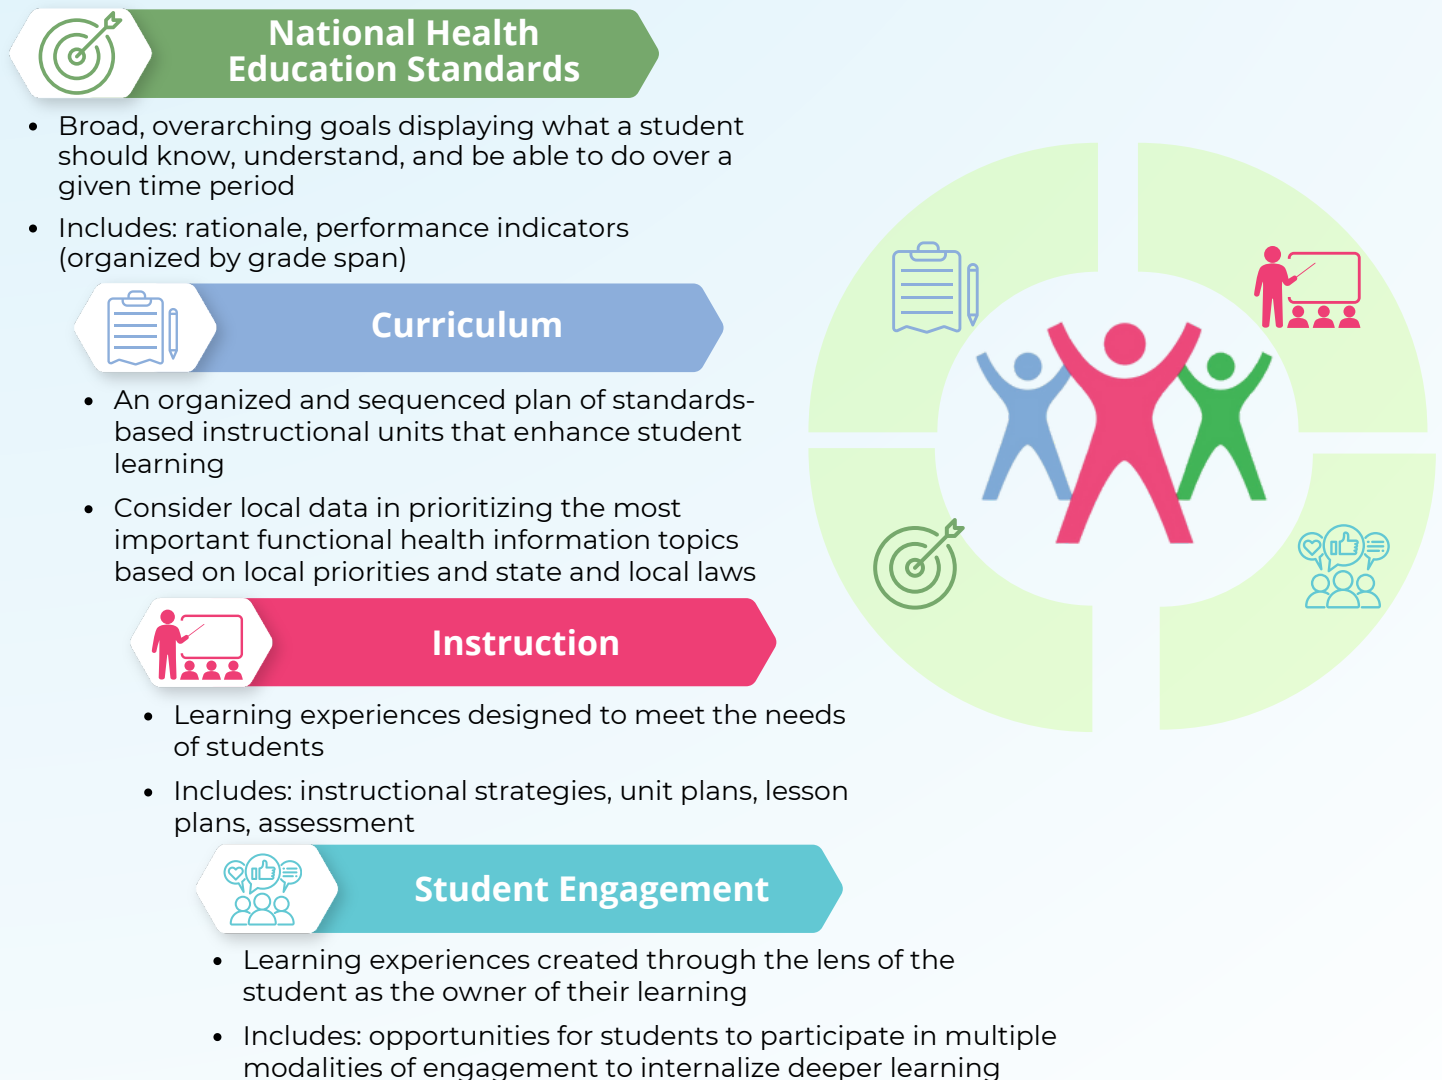 National Health
Education Standards
• Broad, overarching goals displaying what a student
should know, understand, and be able to do over a
given time period
• Includes: rationale, performance indicators
(organized by grade span)
Curriculum
• An organized and sequenced plan of standards-
based instructional units that enhance student
learning
• Consider local data in prioritizing the most
important functional health information topics
based on local priorities and state and local laws
Instruction
• Learning experiences designed to meet the needs
of students
• Includes: instructional strategies, unit plans, lesson
plans, assessment
Student Engagement
• Learning experiences created through the lens of the
student as the owner of their learning
• Includes: opportunities for students to participate in multiple
modalities of engagement to internalize deeper learning